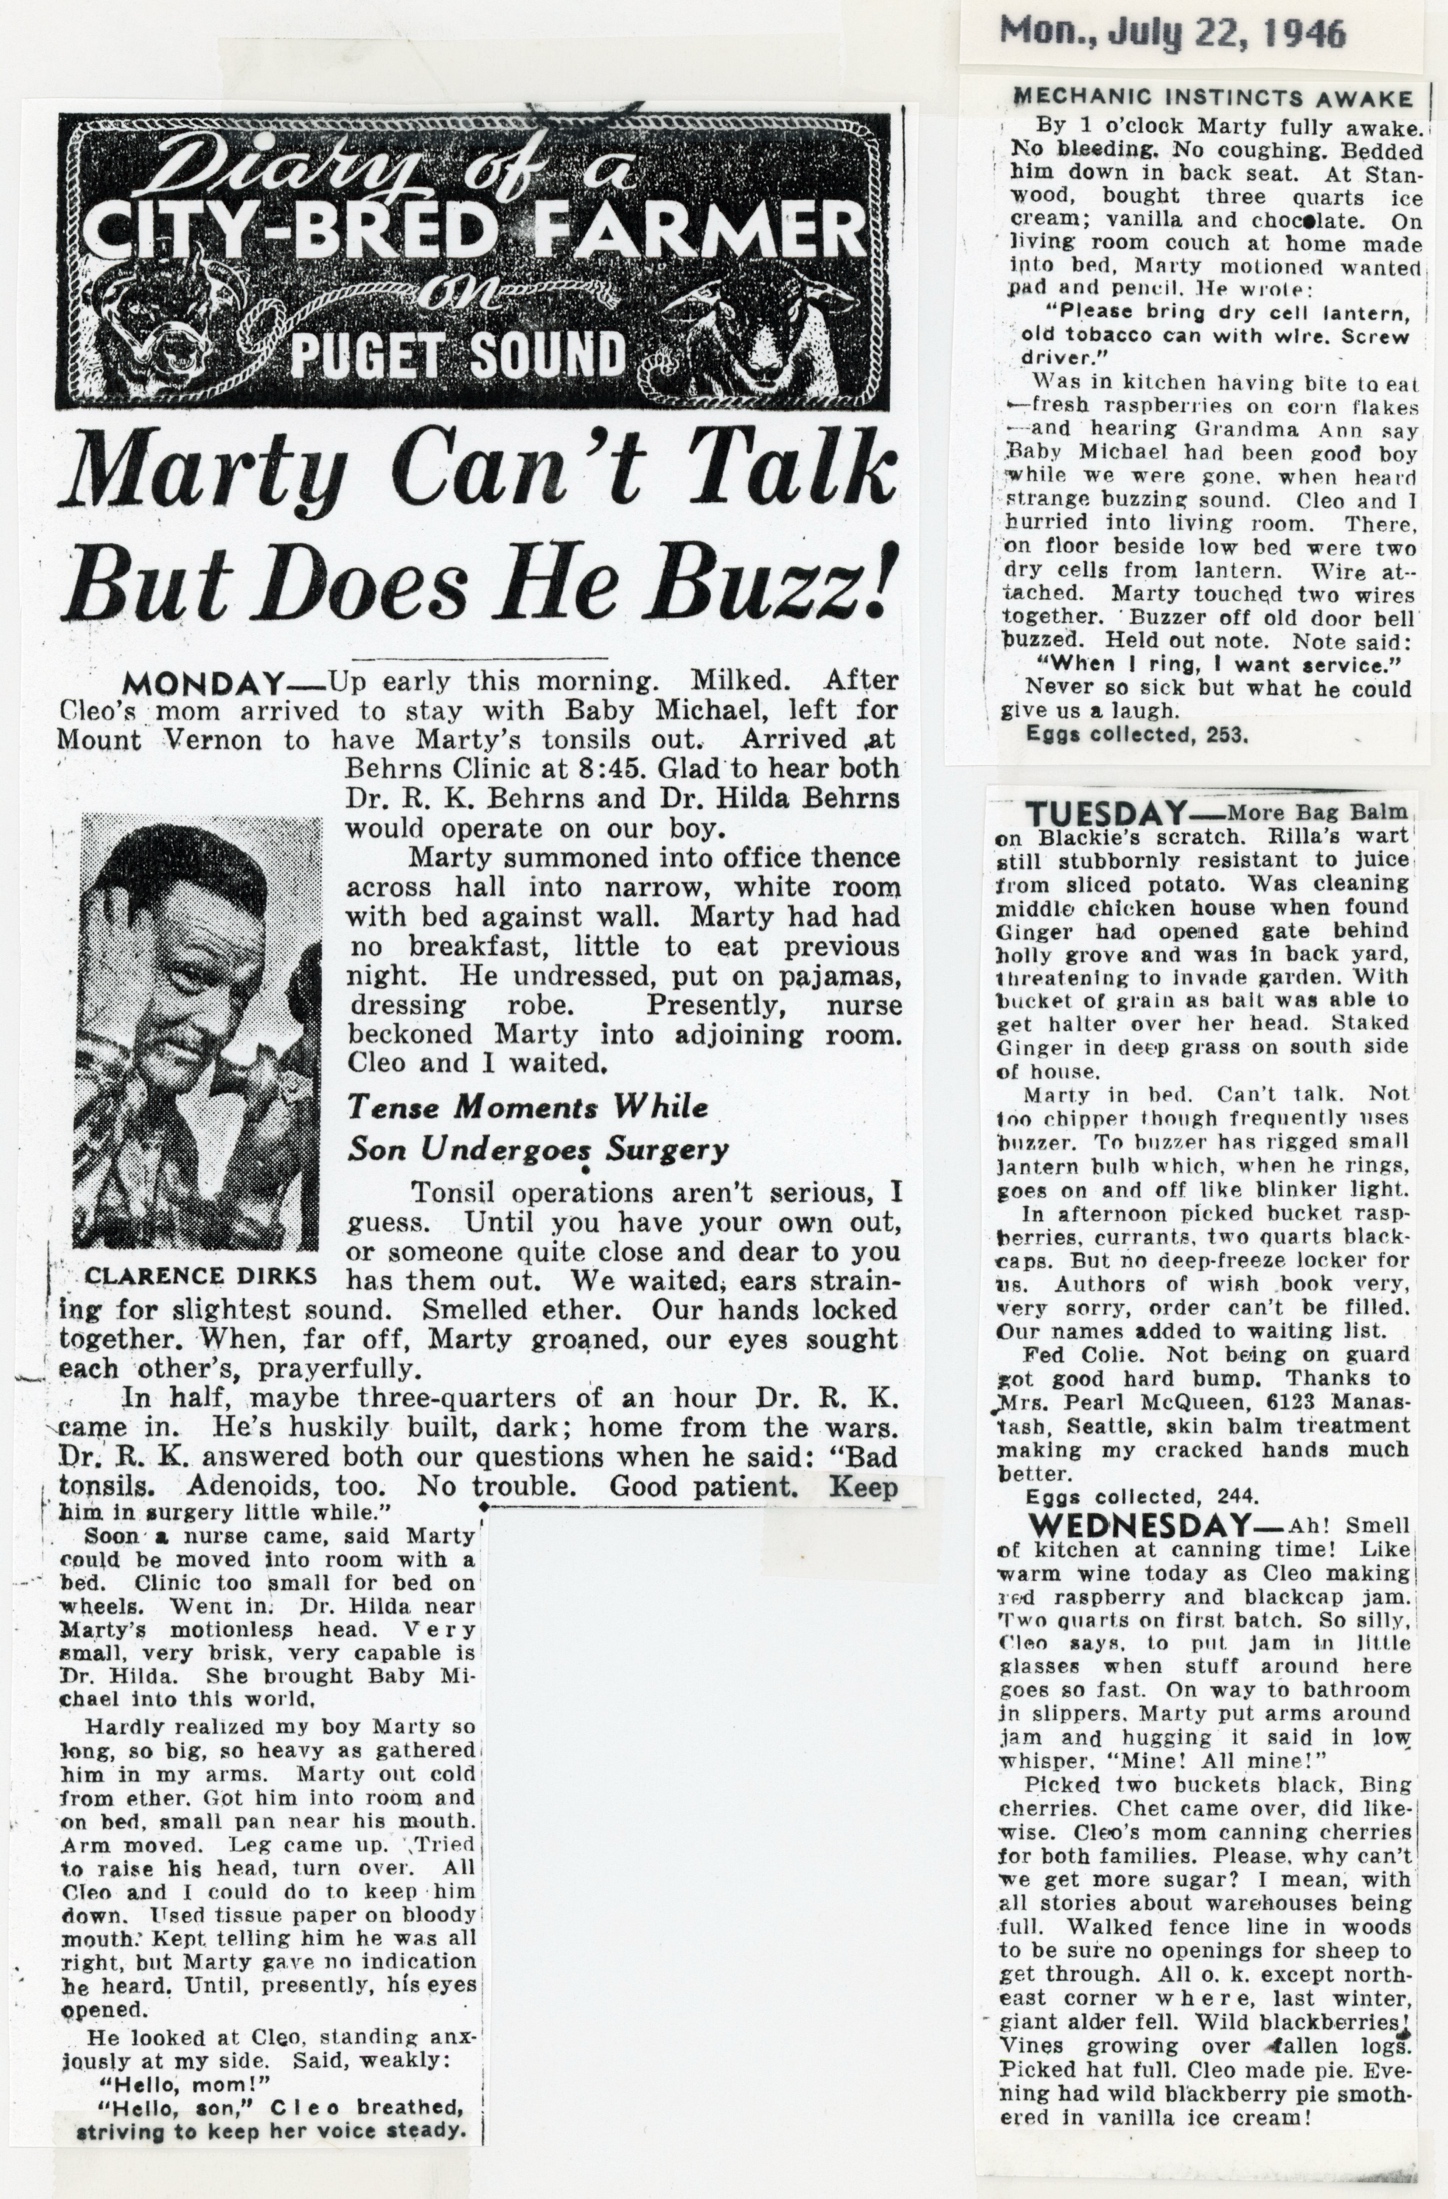 Mon., July 22, 1946
Diary of a
CITY-BRED FARMER
on
PUGET SOUND
Marty Can't Talk
But Does He Buzz!
MONDAY—Up early this morning. Milked. After
Cleo's mom arrived to stay with Baby Michael, left for
Mount Vernon to have Marty's tonsils out. Arrived at
Behrns Clinic at 8:45. Glad to hear both
Dr. R. K. Behrns and Dr. Hilda Behrns
would operate on our boy.
Marty summoned into office thence
across hall into narrow, white room
with bed against wall. Marty had had
no breakfast, little to eat previous
night. He undressed, put on pajamas,
dressing robe. Presently, nurse
beckoned Marty into adjoining room.
Cleo and I waited.
Tense Moments While
Son Undergoes Surgery
Tonsil operations aren't serious, I
guess. Until you have your own out,
or someone quite close and dear to you
CLARENCE DIRKS
has them out. We waited, ears strain-
ing for slightest sound. Smelled ether. Our hands locked
together. When, far off, Marty groaned, our eyes sought
each other's, prayerfully.
In half, maybe three-quarters of an hour Dr. R. K.
came in. He's huskily built, dark; home from the wars.
Dr. R. K. answered both our questions when he said: "Bad
tonsils. Adenoids, too. No trouble. Good patient. Keep
him in surgery little while."
Soon a nurse came, said Marty
could be moved into room with a
bed. Clinic too small for bed on
wheels. Went in. Dr. Hilda near
Marty's motionless head. Very
small, very brisk, very capable is
Dr. Hilda. She brought Baby Mi-
chael into this world.
Hardly realized my boy Marty so
long, so big, so heavy as gathered
him in my arms. Marty out cold
from ether. Got him into room and
on bed, small pan near his mouth.
Arm moved. Leg came up. Tried
to raise his head, turn over. All
Cleo and I could do to keep him
down. Used tissue paper on bloody
mouth. Kept telling him he was all
right, but Marty gave no indication
he heard. Until, presently, his eyes
opened.
He looked at Cleo, standing anx-
iously at my side. Said, weakly:
"Hello, mom!"
"Hello, son," Cleo breathed,
striving to keep her voice steady.
MECHANIC INSTINCTS AWAKE
By 1 o'clock Marty fully awake.
No bleeding. No coughing. Bedded
him down in back seat. At Stan-
wood, bought three quarts ice
cream; vanilla and chocolate. On
living room couch at home made
into bed, Marty motioned wanted
pad and pencil. He wrote:
"Please bring dry cell lantern,
old tobacco can with wire. Screw
driver."
Was in kitchen having bite to eat
—fresh raspberries on corn flakes
—and hearing Grandma Ann say
Baby Michael had been good boy
while we were gone, when heard
strange buzzing sound. Cleo and I
hurried into living room. There,
on floor beside low bed were two
dry cells from lantern. Wire at-
tached. Marty touched two wires
together. Buzzer off old door bell
buzzed. Held out note. Note said:
"When I ring, I want service."
Never so sick but what he could
give us a laugh.
Eggs collected, 253.
TUESDAY—More Bag Balm
on Blackie's scratch. Rilla's wart
still stubbornly resistant to juice
from sliced potato. Was cleaning
middle chicken house when found
Ginger had opened gate behind
holly grove and was in back yard,
threatening to invade garden. With
bucket of grain as bait was able to
get halter over her head. Staked
Ginger in deep grass on south side
of house.
Marty in bed. Can't talk. Not
too chipper though frequently uses
buzzer. To buzzer has rigged small
lantern bulb which, when he rings,
goes on and off like blinker light.
In afternoon picked bucket rasp-
berries, currants, two quarts black-
caps. But no deep-freeze locker for
us. Authors of wish book very,
very sorry, order can't be filled.
Our names added to waiting list.
Fed Colie. Not being on guard
got good hard bump. Thanks to
Mrs. Pearl McQueen, 6123 Manas-
tash, Seattle, skin balm treatment
making my cracked hands much
better.
Eggs collected, 244.
WEDNESDAY—Ah! Smell
of kitchen at canning time! Like
warm wine today as Cleo making
red raspberry and blackcap jam.
Two quarts on first batch. So silly,
Cleo says, to put jam in little
glasses when stuff around here
goes so fast. On way to bathroom
in slippers, Marty put arms around
jam and hugging it said in low
whisper, "Mine! All mine!"
Picked two buckets black, Bing
cherries. Chet came over, did like-
wise. Cleo's mom canning cherries
for both families. Please, why can't
we get more sugar? I mean, with
all stories about warehouses being
full. Walked fence line in woods
to be sure no openings for sheep to
get through. All o. k. except north-
east corner where, last winter,
giant alder fell. Wild blackberries!
Vines growing over fallen logs.
Picked hat full. Cleo made pie. Eve-
ning had wild blackberry pie smoth-
ered in vanilla ice cream!